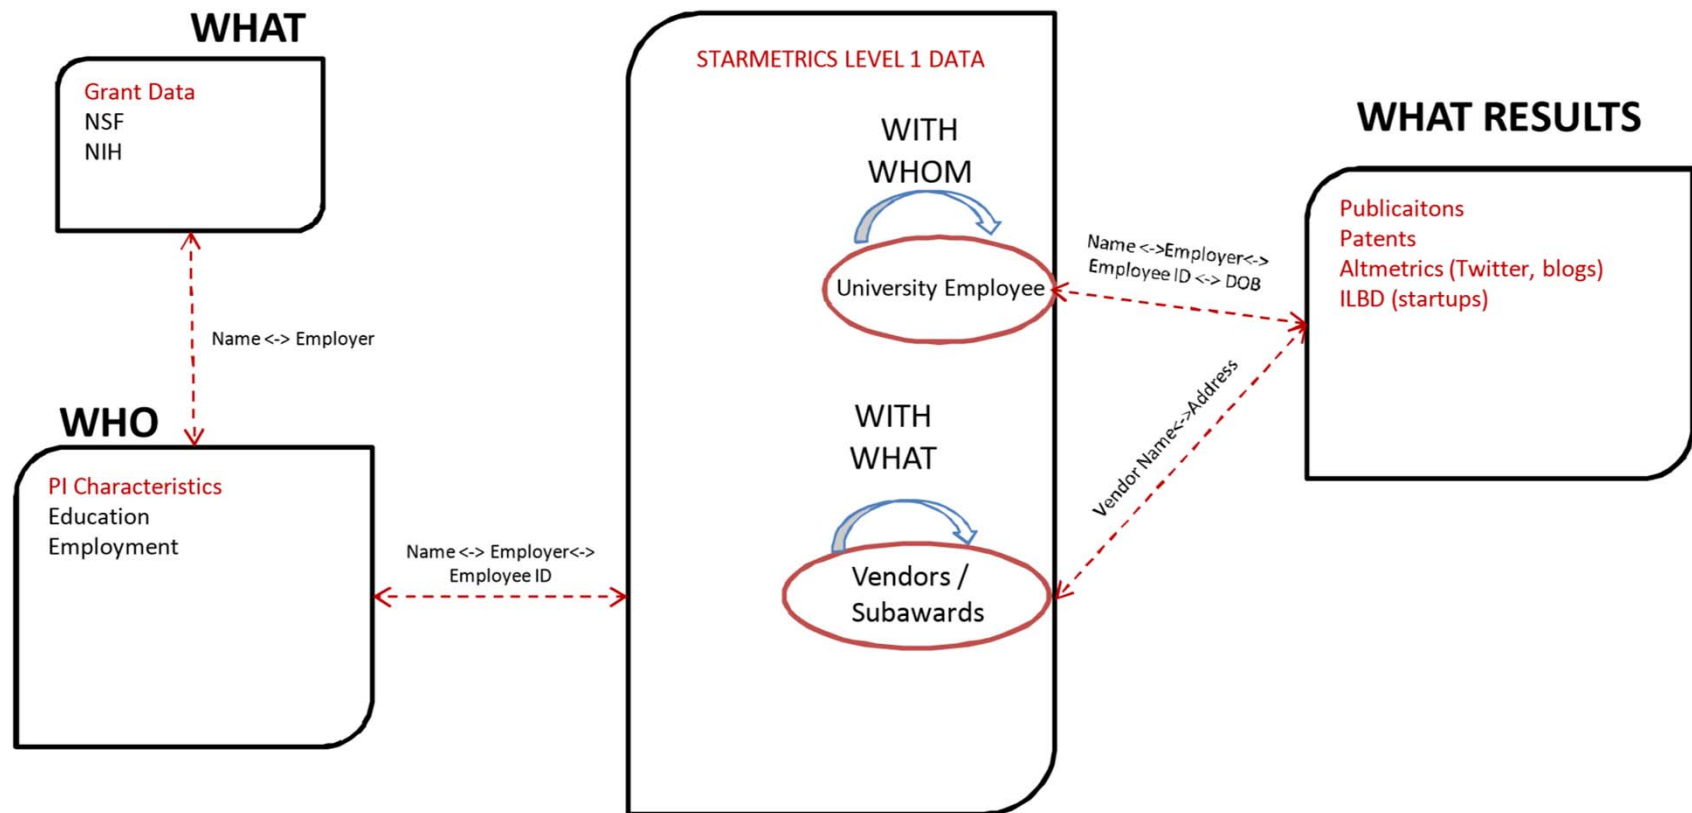 WHAT
Grant Data
NSF
NIH
Name <-> Employer
WHO
PI Characteristics
Education
Employment
Name <-> Employer<->
Employee ID
STARMETRICS LEVEL 1 DATA
WITH
WHOM
University Employee
WITH
WHAT
Vendors /
Subawards
Name <->Employer<->
Employee ID <-> DOB
Vendor Name<->Address
WHAT RESULTS
Publicaitons
Patents
Altmetrics (Twitter, blogs)
ILBD (startups)